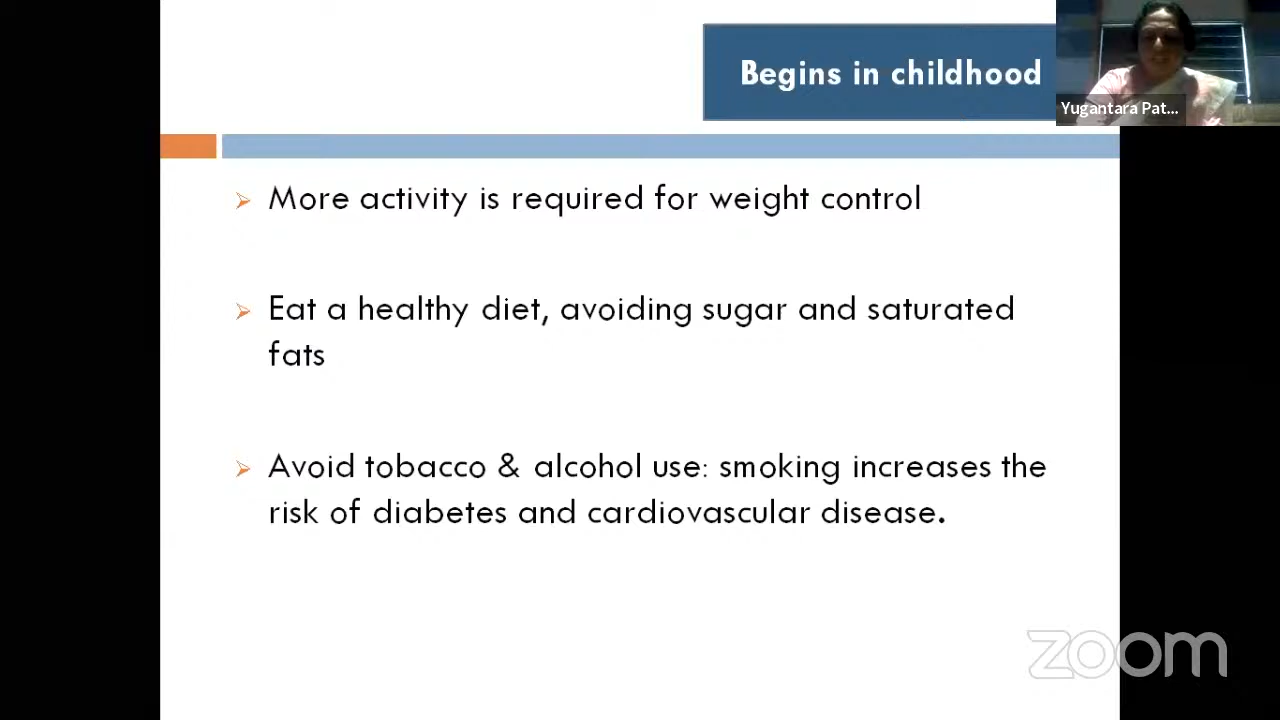 Begins in childhood
Yugantara Pat...
➢ More activity is required for weight control
➢ Eat a healthy diet, avoiding sugar and saturated
fats
➢ Avoid tobacco & alcohol use: smoking increases the
risk of diabetes and cardiovascular disease.
zoom